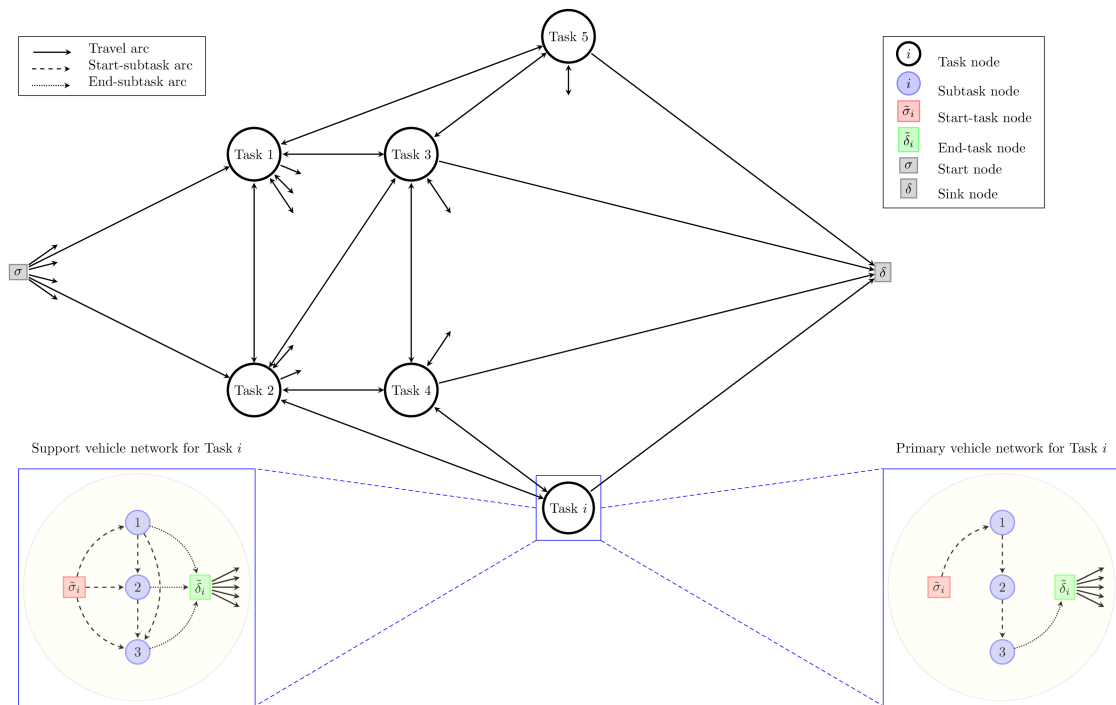 Task 5
Travel arc
Start-subtask arc
End-subtask arc
i Task node
i Subtask node
σ̃ᵢ Start-task node
δ̃ᵢ End-task node
σ Start node
δ Sink node
Task 1
Task 3
σ
δ
Task 2
Task 4
Support vehicle network for Task i
Primary vehicle network for Task i
Task i
1
σ̃ᵢ
2
δ̃ᵢ
3
1
σ̃ᵢ
2
δ̃ᵢ
3